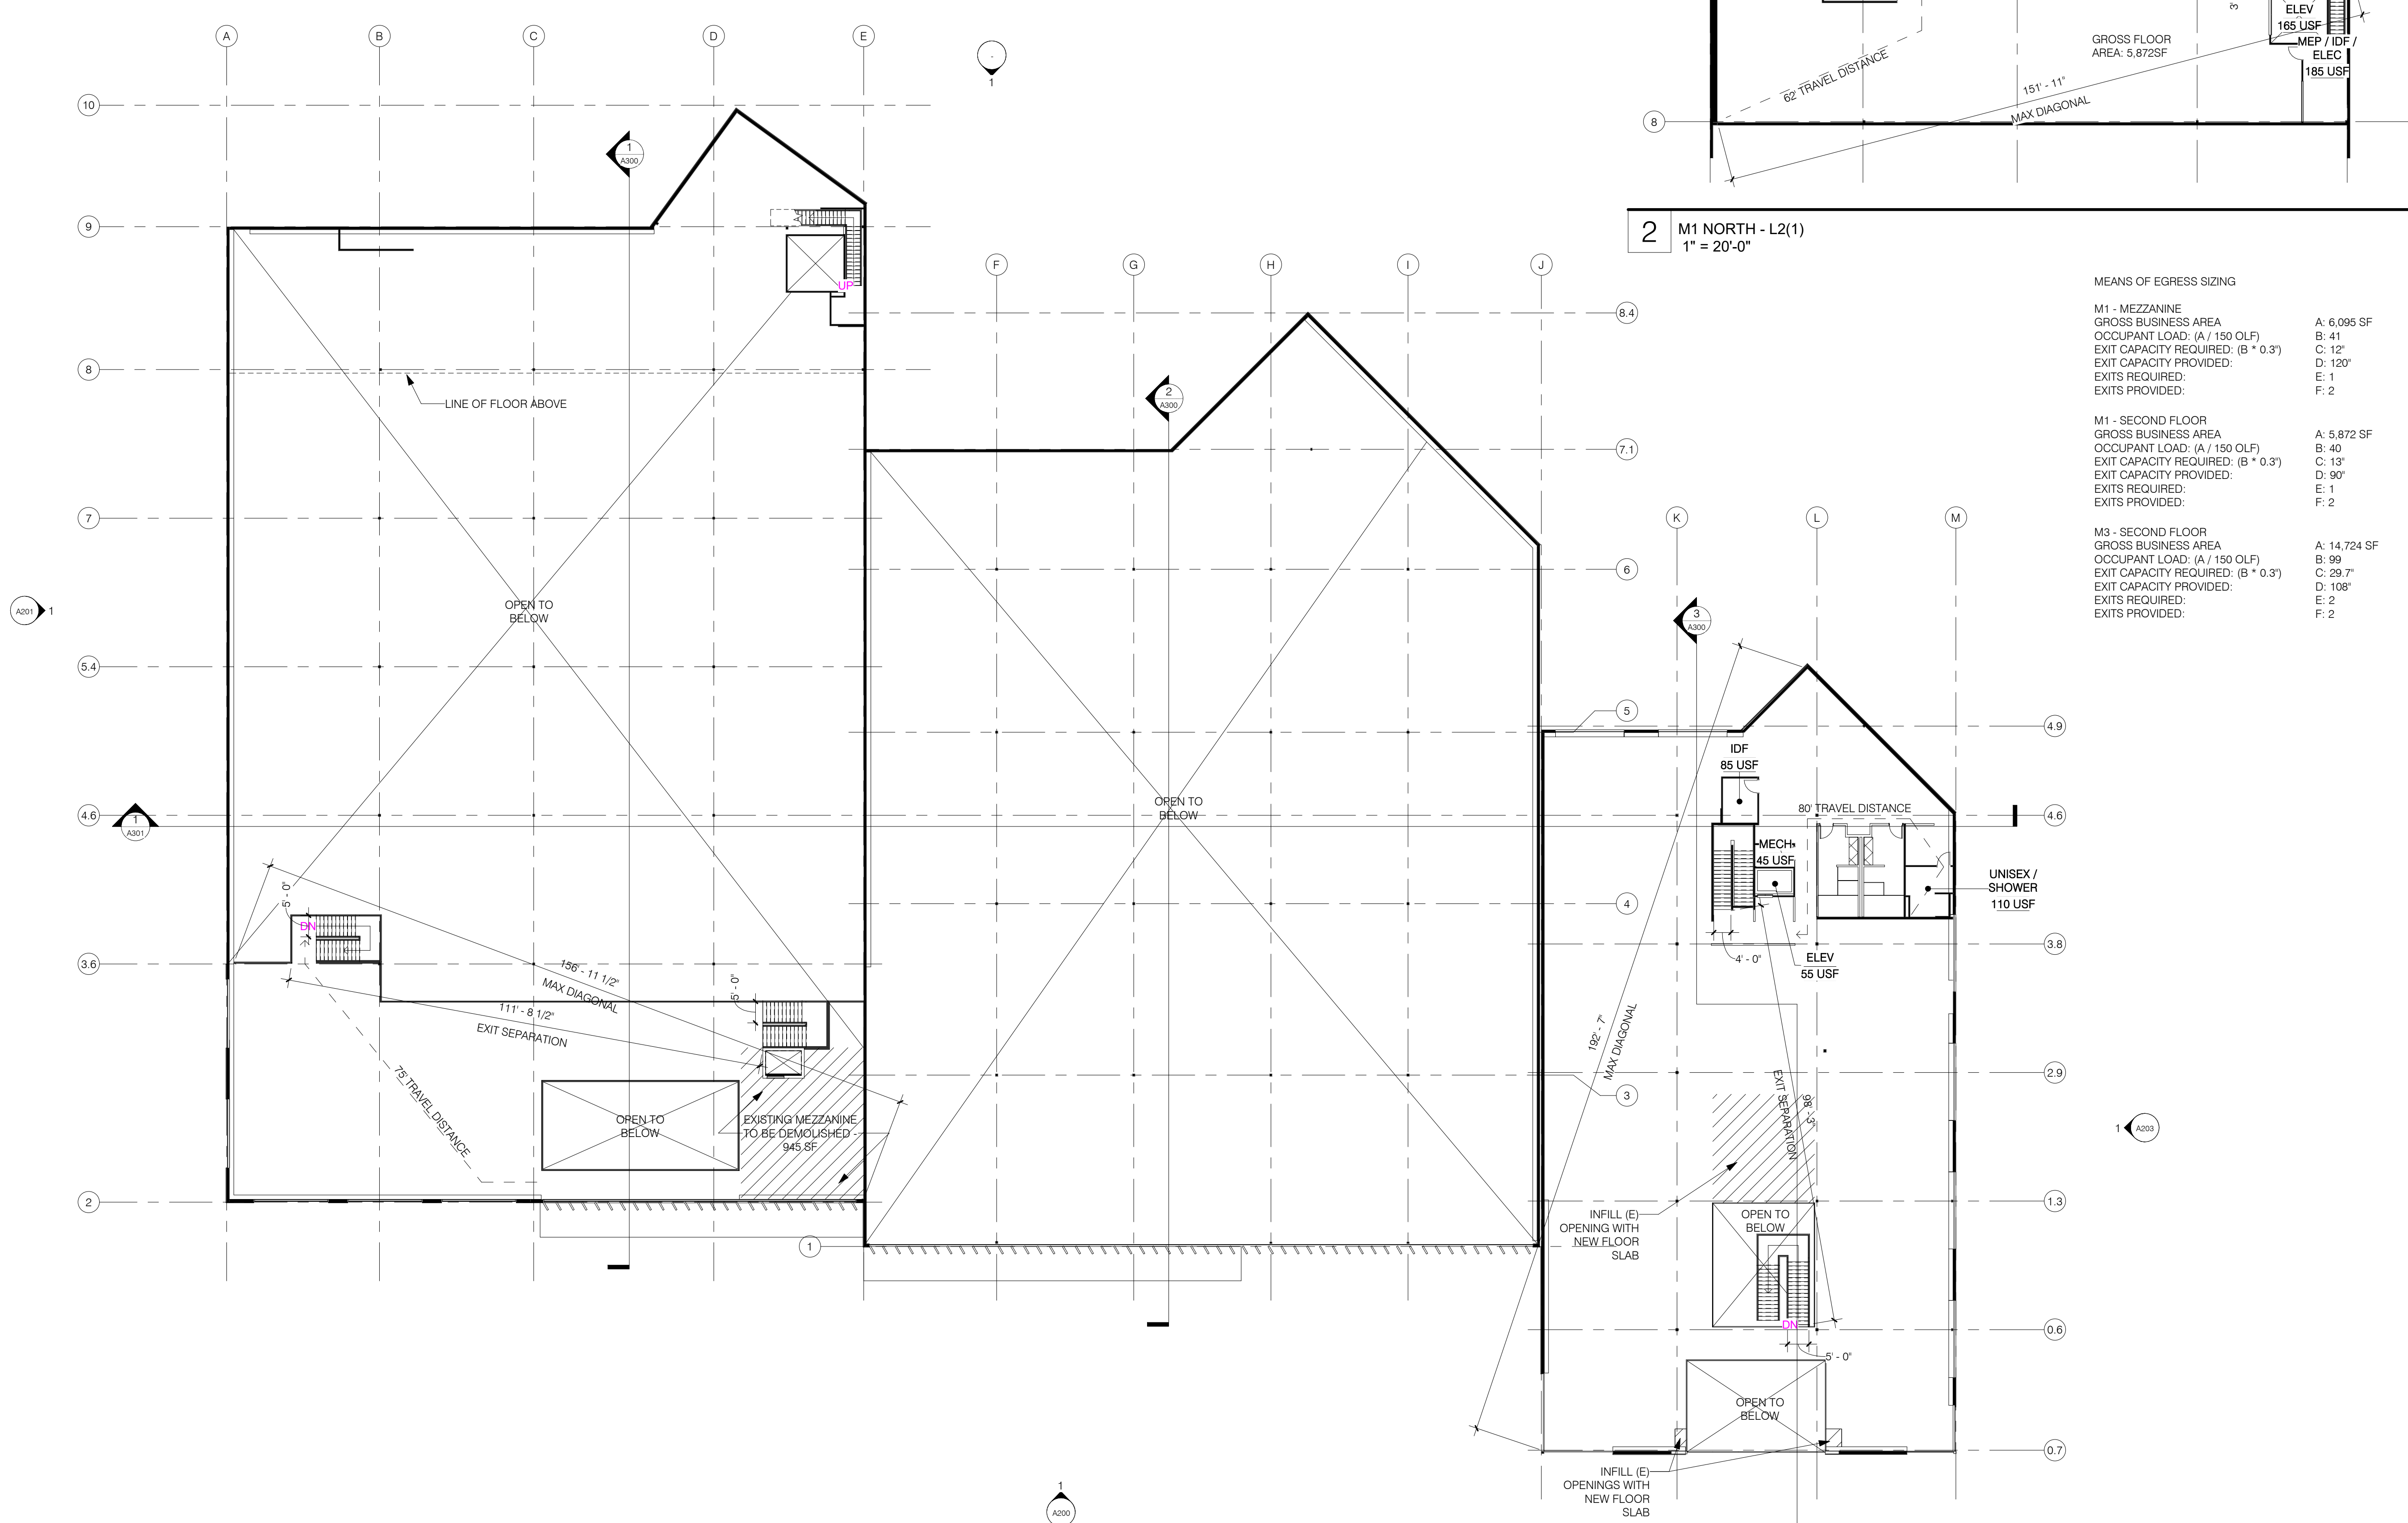 A
B
C
D
E
-
1
ELEV
165 USF
MEP / IDF /
ELEC
185 USF
GROSS FLOOR
AREA: 5,872SF
62' TRAVEL DISTANCE
151' - 11"
MAX DIAGONAL
8
2
M1 NORTH - L2(1)
1" = 20'-0"
10
1
A300
9
UP
F
G
H
I
J
8.4
8
LINE OF FLOOR ABOVE
2
A300
7.1
7
K
L
M
6
OPEN TO
BELOW
A201
1
3
A300
5.4
5
4.9
IDF
85 USF
OPEN TO
BELOW
80' TRAVEL DISTANCE
4.6
1
A301
4.6
MECH.
45 USF
UNISEX /
SHOWER
110 USF
5' - 0"
DN
4
3.8
4' - 0"
ELEV
55 USF
3.6
156' - 11 1/2"
MAX DIAGONAL
111' - 8 1/2"
EXIT SEPARATION
5' - 0"
192' - 7"
MAX DIAGONAL
75' TRAVEL DISTANCE
2.9
3
98' - 3"
EXIT SEPARATION
OPEN TO
BELOW
EXISTING MEZZANINE
TO BE DEMOLISHED -
945 SF
1
A203
2
1.3
INFILL (E)
OPENING WITH
NEW FLOOR
SLAB
OPEN TO
BELOW
1
DN
0.6
5' - 0"
OPEN TO
BELOW
0.7
INFILL (E)
OPENINGS WITH
NEW FLOOR
SLAB
1
A200
MEANS OF EGRESS SIZING
M1 - MEZZANINE
GROSS BUSINESS AREA A: 6,095 SF
OCCUPANT LOAD: (A / 150 OLF) B: 41
EXIT CAPACITY REQUIRED: (B * 0.3") C: 12"
EXIT CAPACITY PROVIDED: D: 120"
EXITS REQUIRED: E: 1
EXITS PROVIDED: F: 2
M1 - SECOND FLOOR
GROSS BUSINESS AREA A: 5,872 SF
OCCUPANT LOAD: (A / 150 OLF) B: 40
EXIT CAPACITY REQUIRED: (B * 0.3") C: 13"
EXIT CAPACITY PROVIDED: D: 90"
EXITS REQUIRED: E: 1
EXITS PROVIDED: F: 2
M3 - SECOND FLOOR
GROSS BUSINESS AREA A: 14,724 SF
OCCUPANT LOAD: (A / 150 OLF) B: 99
EXIT CAPACITY REQUIRED: (B * 0.3") C: 29.7"
EXIT CAPACITY PROVIDED: D: 108"
EXITS REQUIRED: E: 2
EXITS PROVIDED: F: 2